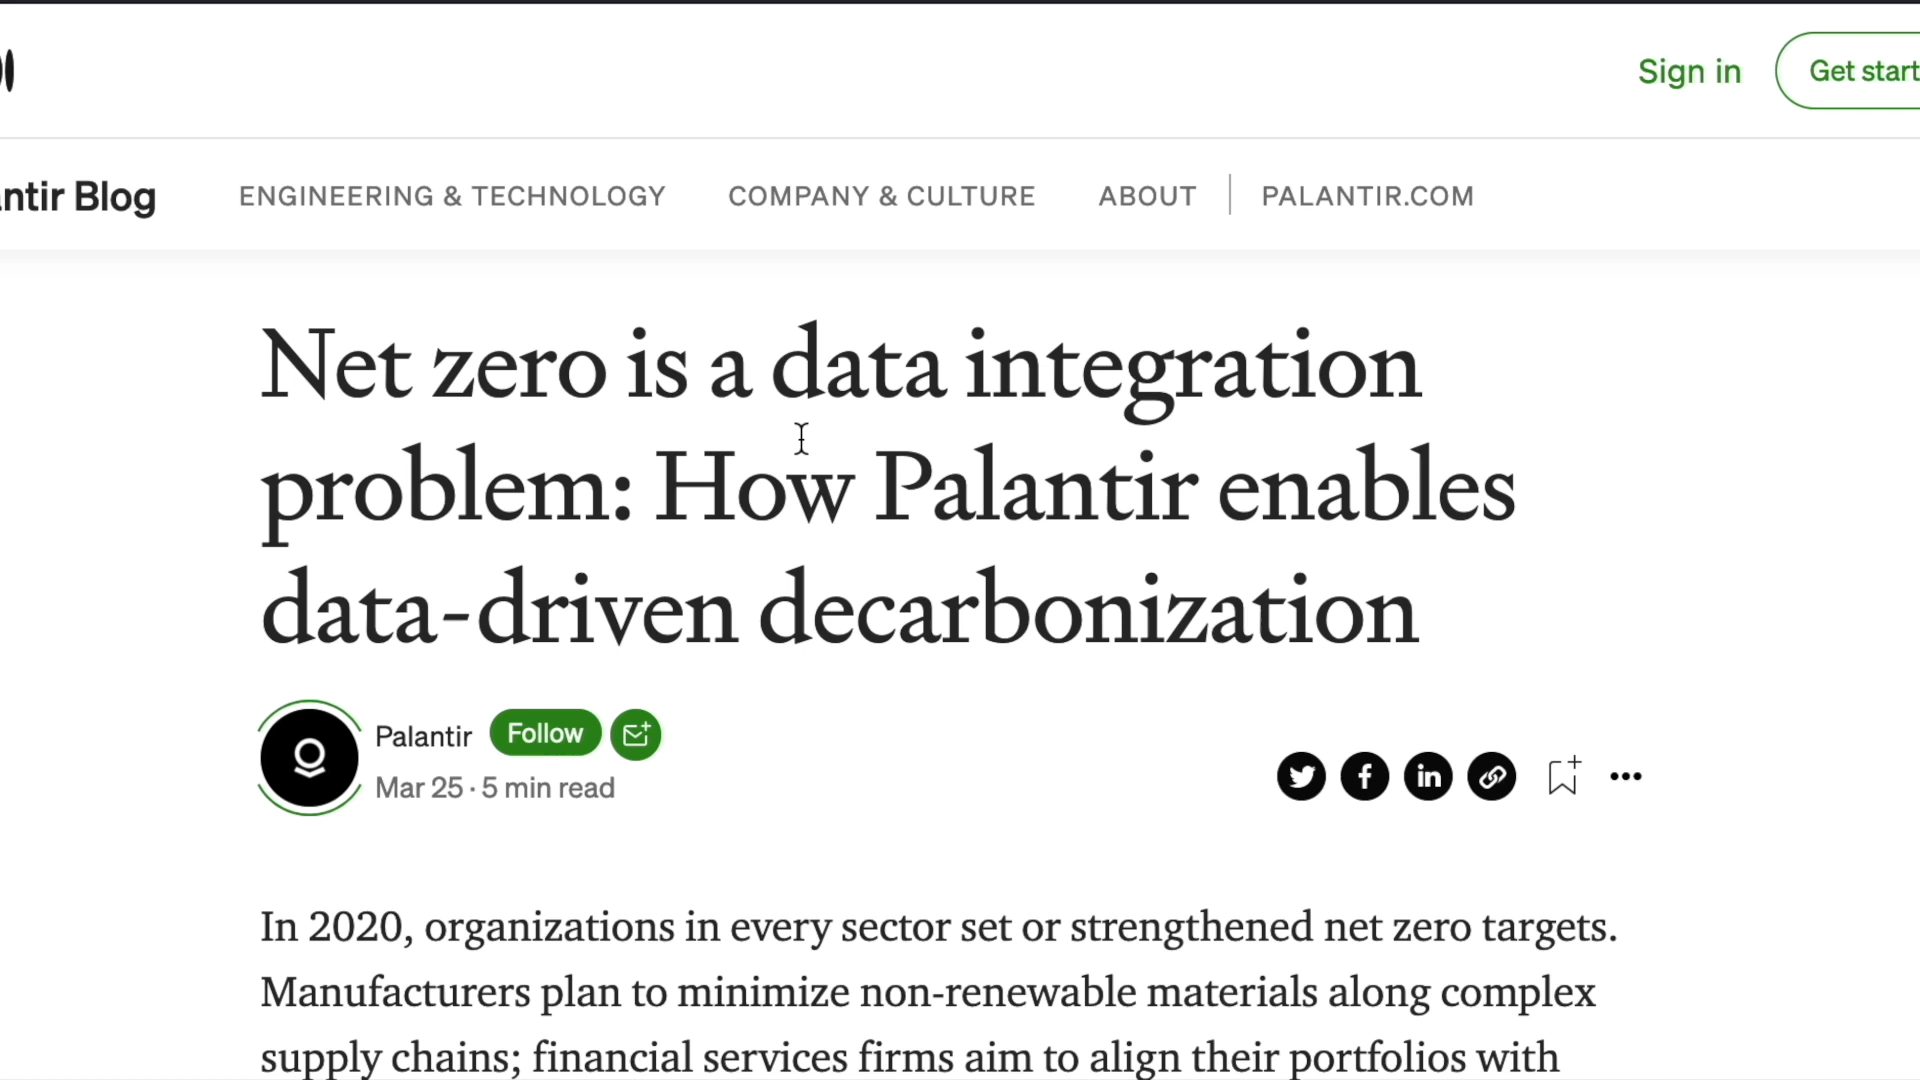 Sign in
Get start
ntir Blog
ENGINEERING & TECHNOLOGY
COMPANY & CULTURE
ABOUT
PALANTIR.COM
Net zero is a data integration
problem: How Palantir enables
data-driven decarbonization
Palantir
Follow
Mar 25 · 5 min read
In 2020, organizations in every sector set or strengthened net zero targets.
Manufacturers plan to minimize non-renewable materials along complex
supply chains; financial services firms aim to align their portfolios with